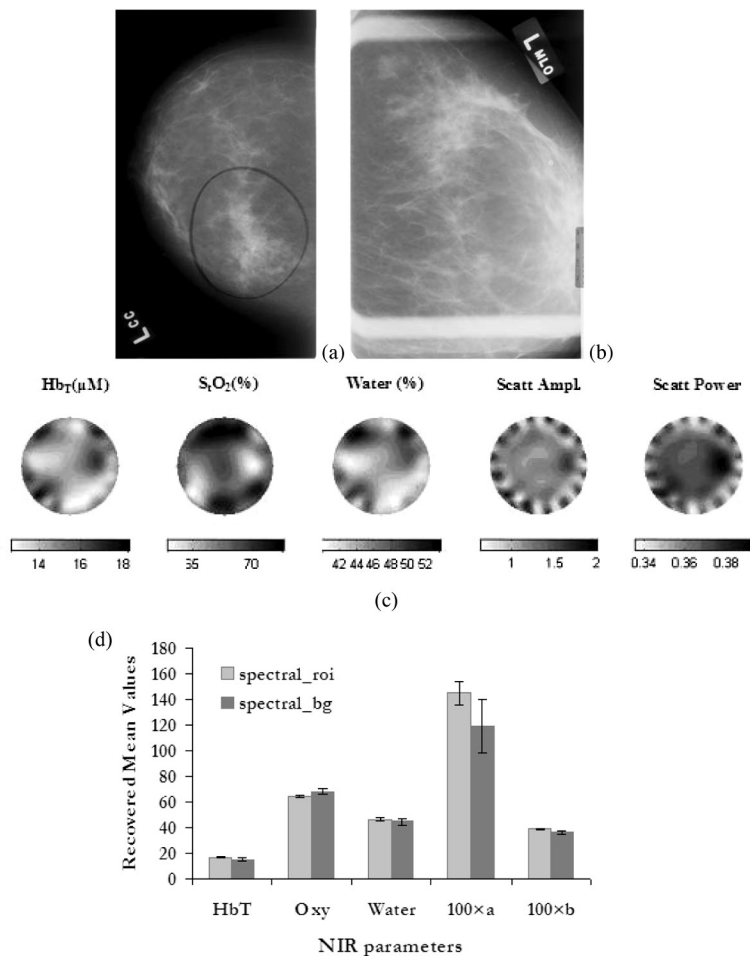 L CC
L MLO
(a)
(b)
HbT(µM)
StO2(%)
Water (%)
Scatt Ampl.
Scatt Power
14 16 18
65 70
42 44 46 48 50 52
1 1.5 2
0.34 0.36 0.38
(c)
(d)
180
160
140
120
100
80
60
40
20
0
Recovered Mean Values
spectral_roi
spectral_bg
HbT Oxy Water 100×a 100×b
NIR parameters